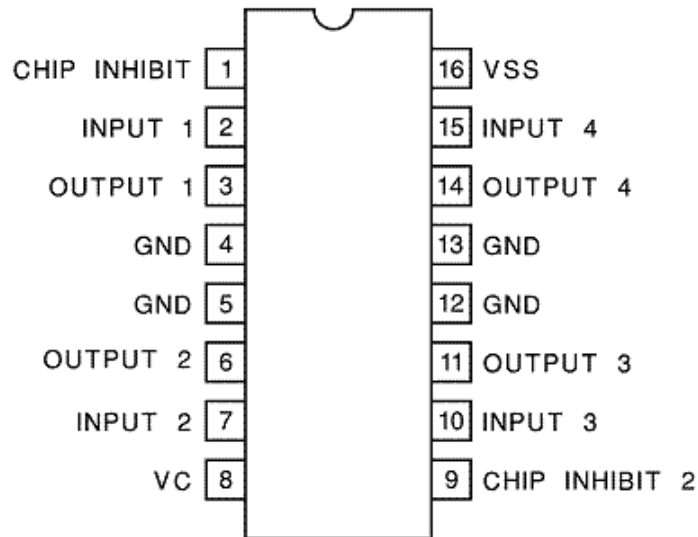 CHIP INHIBIT 1 16 VSS
INPUT 1 2 15 INPUT 4
OUTPUT 1 3 14 OUTPUT 4
GND 4 13 GND
GND 5 12 GND
OUTPUT 2 6 11 OUTPUT 3
INPUT 2 7 10 INPUT 3
VC 8 9 CHIP INHIBIT 2